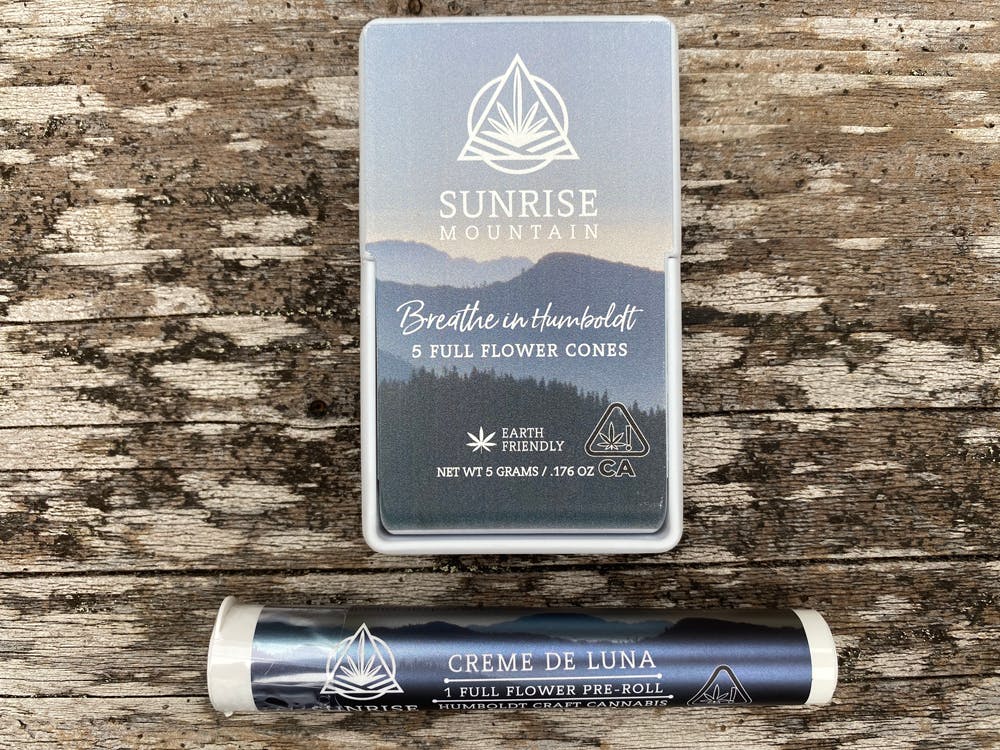 SUNRISE
MOUNTAIN
Breathe in Humboldt
5 FULL FLOWER CONES
EARTH
FRIENDLY
NET WT 5 GRAMS / .176 OZ
CA
CREME DE LUNA
1 FULL FLOWER PRE-ROLL
SUNRISE
HUMBOLDT CRAFT CANNABIS